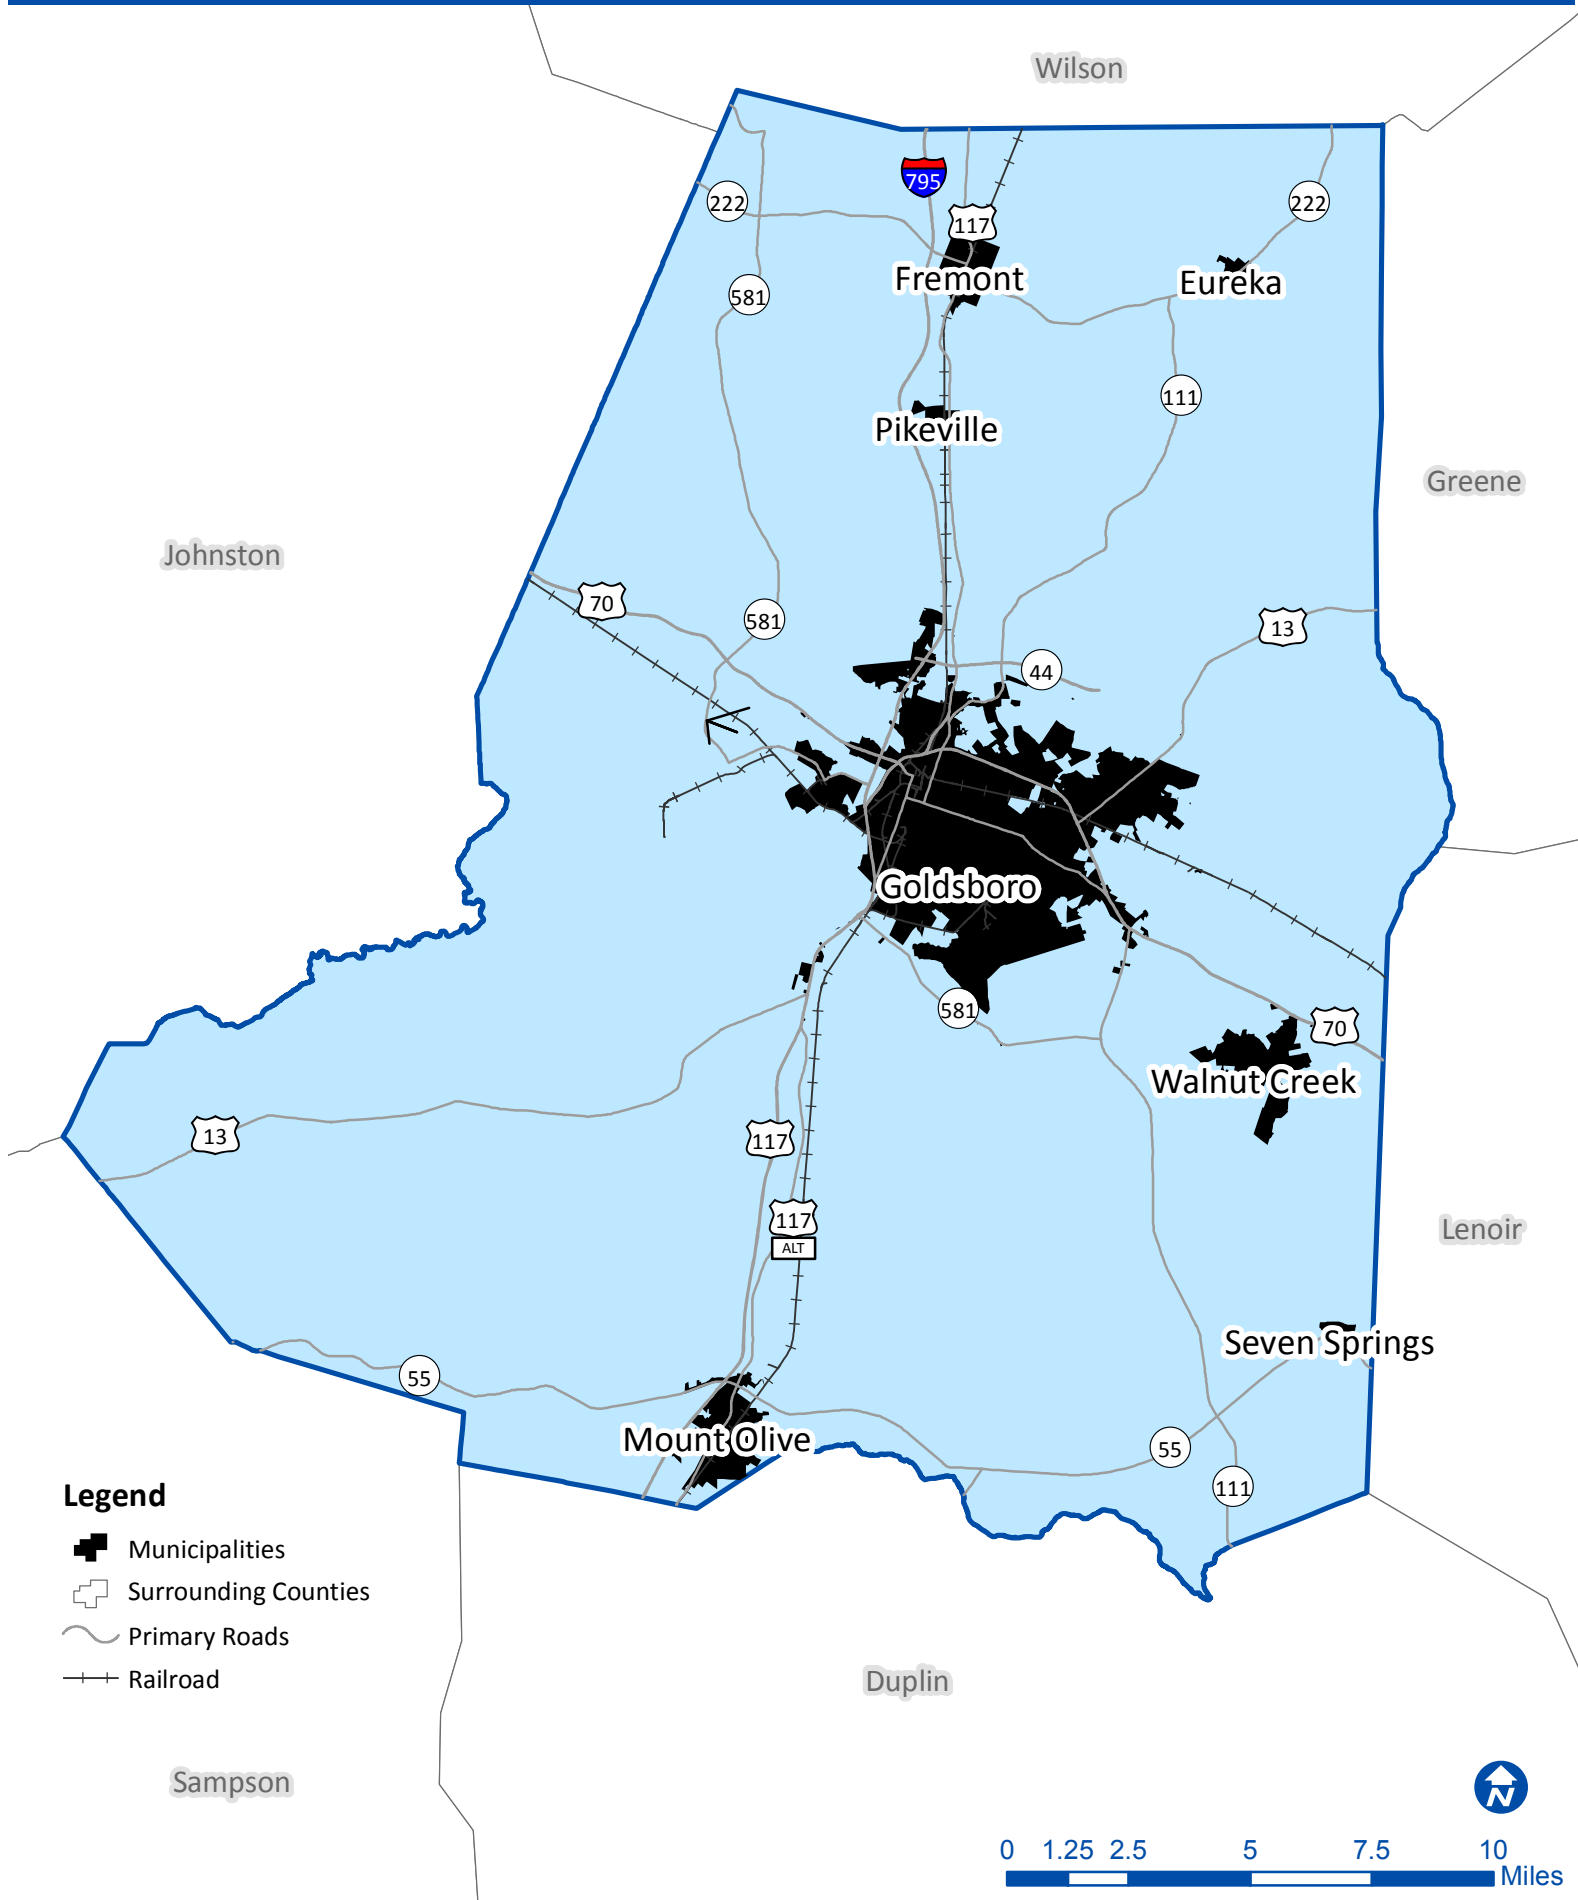 Wilson
795
222
222
117
Fremont
Eureka
581
111
Pikeville
Greene
Johnston
70
581
13
44
Goldsboro
581
70
Walnut Creek
13
117
117
ALT
Lenoir
Seven Springs
55
Mount Olive
55
111
Legend
Municipalities
Surrounding Counties
Primary Roads
Railroad
Duplin
Sampson
N
0 1.25 2.5 5 7.5 10
Miles